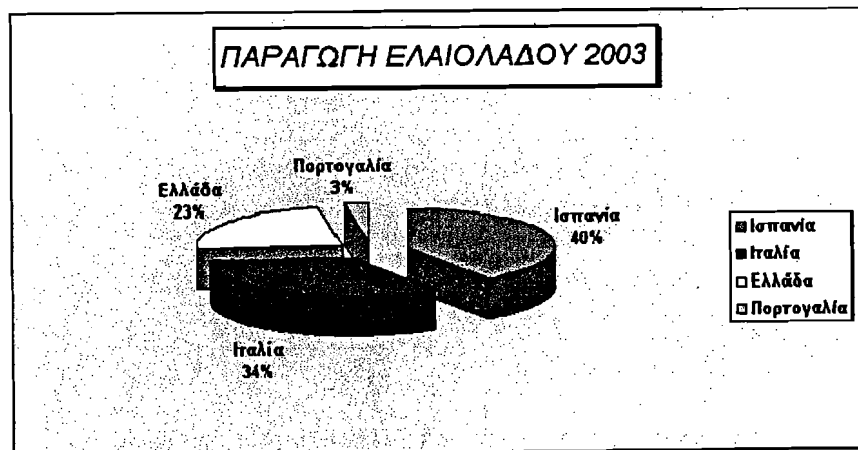 ΠΑΡΑΓΩΓΗ ΕΛΑΙΟΛΑΔΟΥ 2003
Πορτογαλία
3%
Ελλάδα
23%
Ισπανία
40%
Ιταλία
34%
Ισπανία
Ιταλία
Ελλάδα
Πορτογαλία